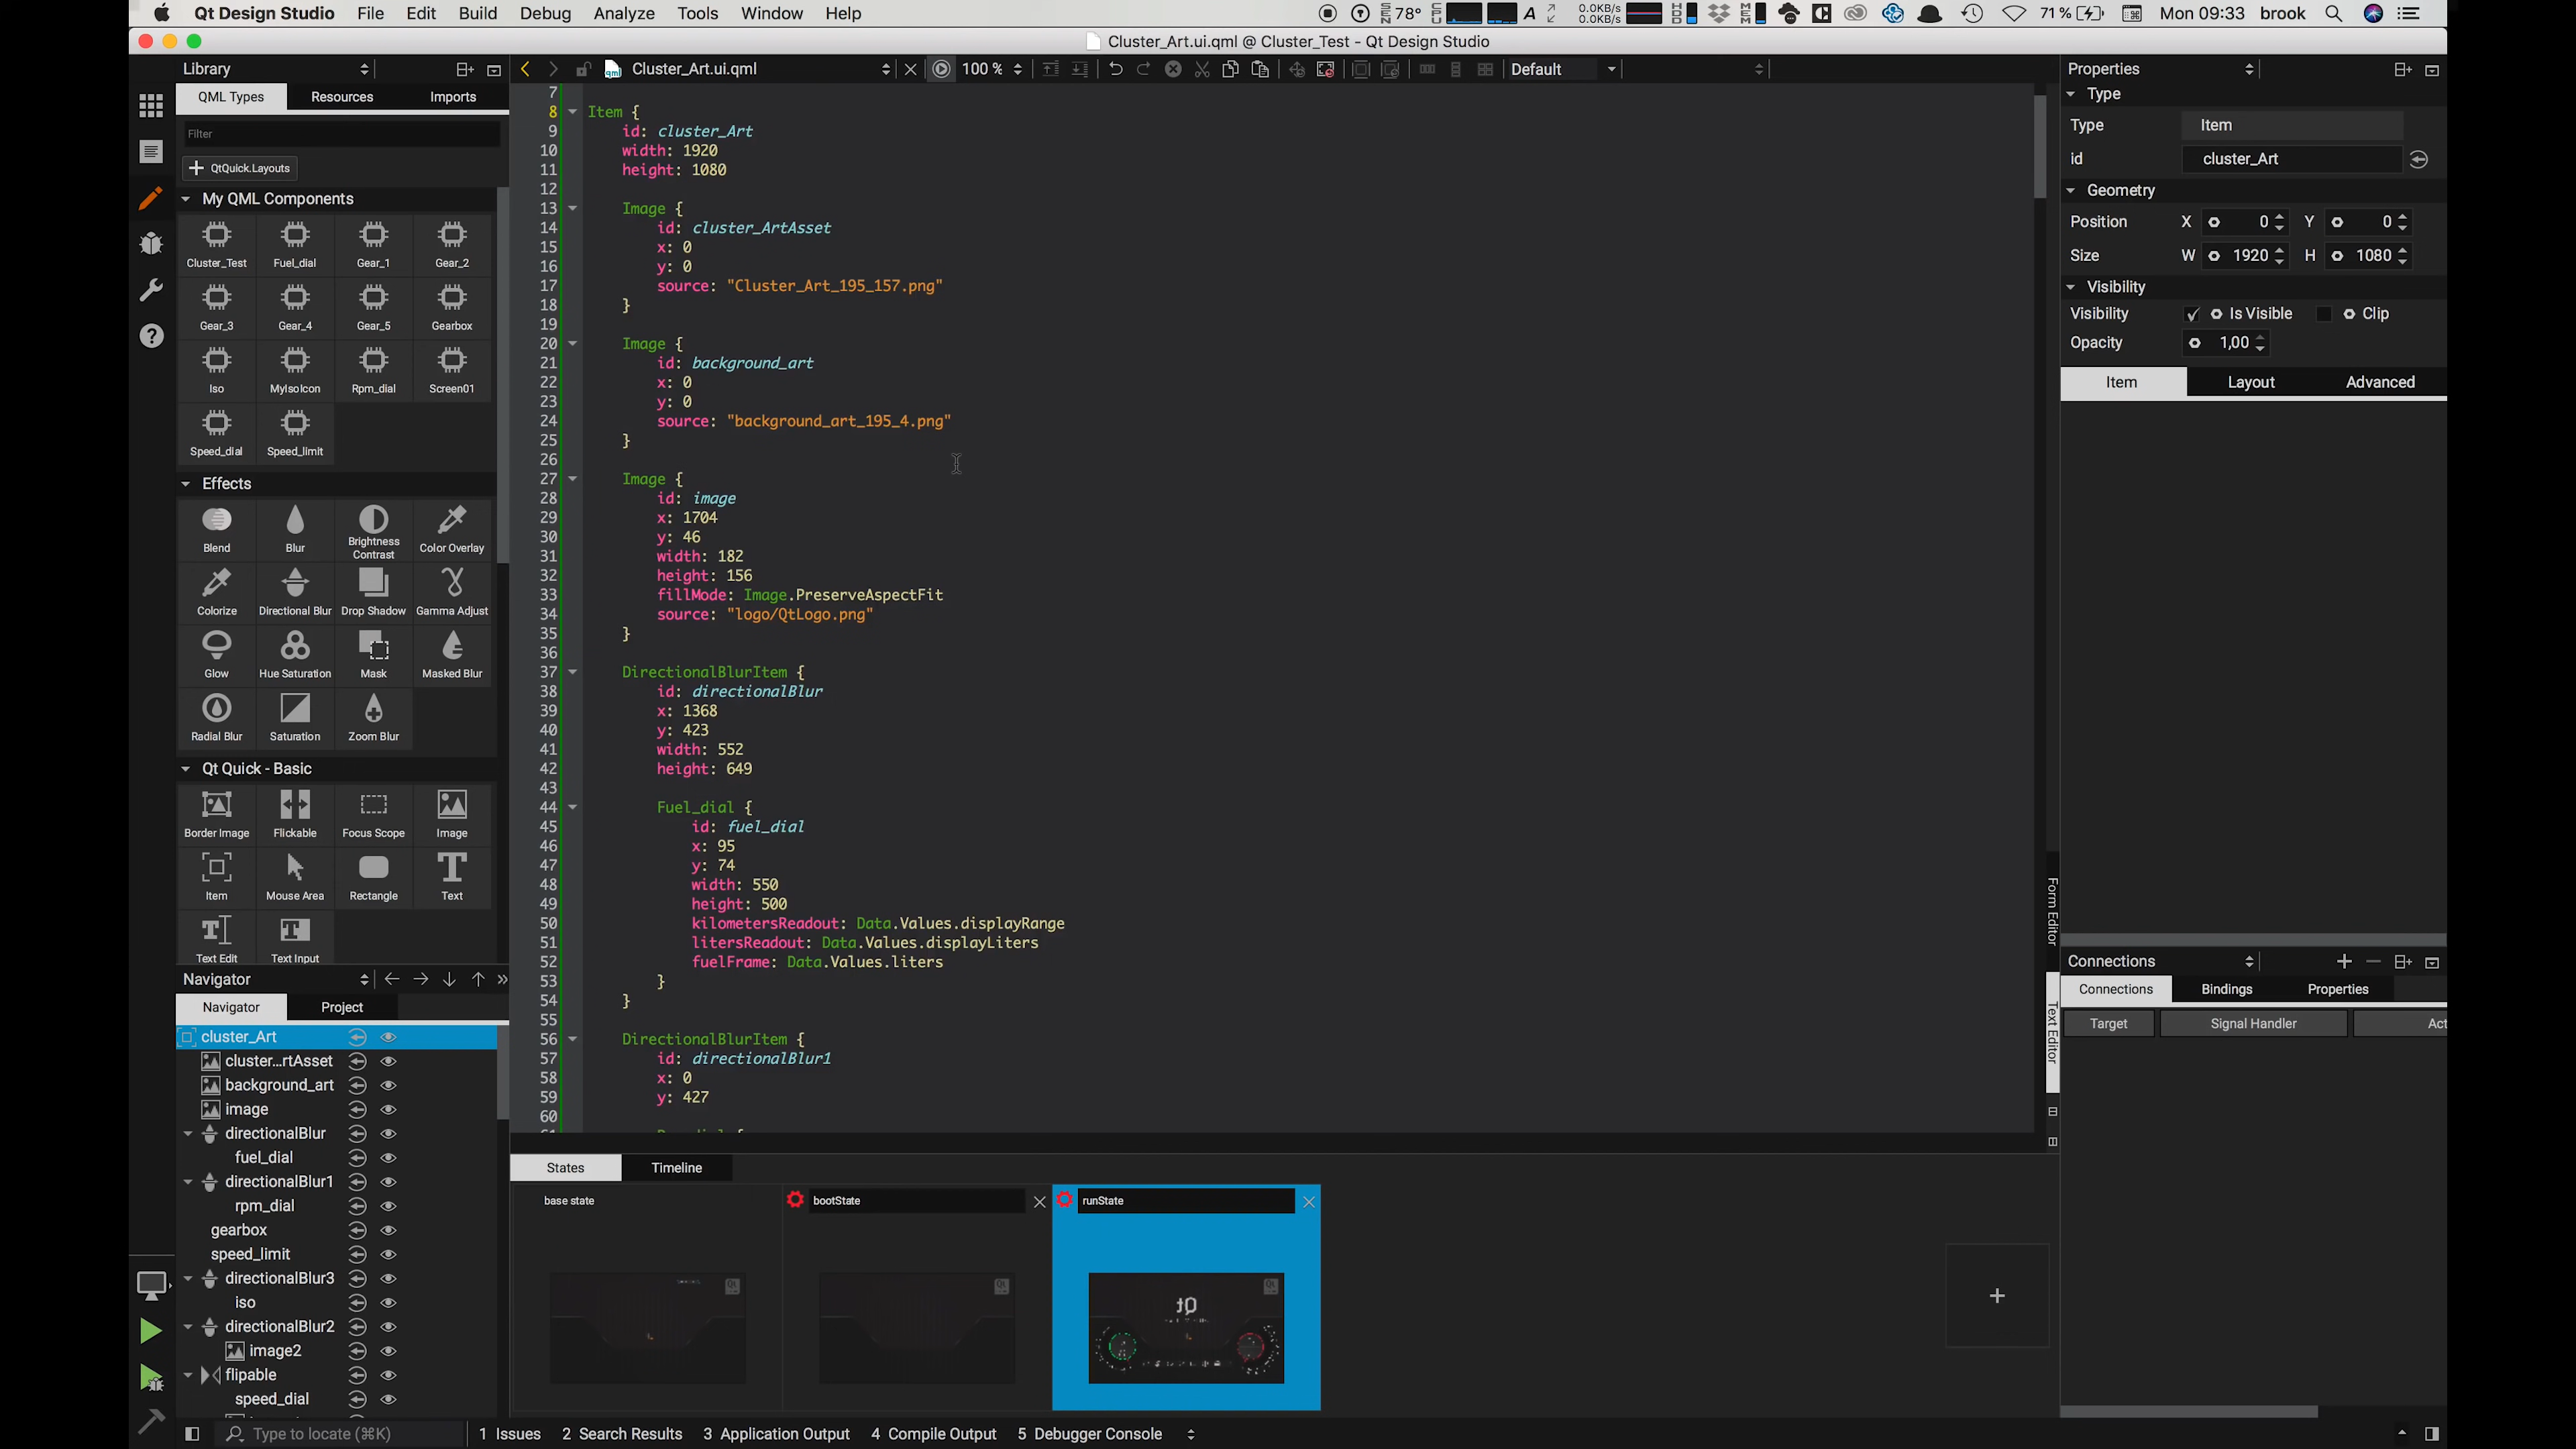 Qt Design Studio File Edit Build Debug Analyze Tools Window Help
SEN 78° CPU A 0.0KB/s 0.0KB/s HDD MEM 71 % Mon 09:33 brook
Cluster_Art.ui.qml @ Cluster_Test - Qt Design Studio
Library
QML Types Resources Imports
Filter
QtQuick.Layouts
My QML Components
Cluster_Test Fuel_dial Gear_1 Gear_2
Gear_3 Gear_4 Gear_5 Gearbox
Iso MyIsoIcon Rpm_dial Screen01
Speed_dial Speed_limit
Effects
Blend Blur Brightness Contrast Color Overlay
Colorize Directional Blur Drop Shadow Gamma Adjust
Glow Hue Saturation Mask Masked Blur
Radial Blur Saturation Zoom Blur
Qt Quick - Basic
Border Image Flickable Focus Scope Image
Item Mouse Area Rectangle Text
Text Edit Text Input
Navigator
Navigator Project
cluster_Art
cluster...rtAsset
background_art
image
directionalBlur
fuel_dial
directionalBlur1
rpm_dial
gearbox
speed_limit
directionalBlur3
iso
directionalBlur2
image2
flipable
speed_dial
Cluster_Art.ui.qml 100 % Default
7
8 Item {
9 id: cluster_Art
10 width: 1920
11 height: 1080
12
13 Image {
14 id: cluster_ArtAsset
15 x: 0
16 y: 0
17 source: "Cluster_Art_195_157.png"
18 }
19
20 Image {
21 id: background_art
22 x: 0
23 y: 0
24 source: "background_art_195_4.png"
25 }
26
27 Image {
28 id: image
29 x: 1704
30 y: 46
31 width: 182
32 height: 156
33 fillMode: Image.PreserveAspectFit
34 source: "logo/QtLogo.png"
35 }
36
37 DirectionalBlurItem {
38 id: directionalBlur
39 x: 1368
40 y: 423
41 width: 552
42 height: 649
43
44 Fuel_dial {
45 id: fuel_dial
46 x: 95
47 y: 74
48 width: 550
49 height: 500
50 kilometersReadout: Data.Values.displayRange
51 litersReadout: Data.Values.displayLiters
52 fuelFrame: Data.Values.liters
53 }
54 }
55
56 DirectionalBlurItem {
57 id: directionalBlur1
58 x: 0
59 y: 427
60
Form Editor
Text Editor
States Timeline
base state bootState runState
Properties
Type
Type Item
id cluster_Art
Geometry
Position X 0 Y 0
Size W 1920 H 1080
Visibility
Visibility Is Visible Clip
Opacity 1,00
Item Layout Advanced
Connections
Connections Bindings Properties
Target Signal Handler Act
Type to locate (⌘K) 1 Issues 2 Search Results 3 Application Output 4 Compile Output 5 Debugger Console